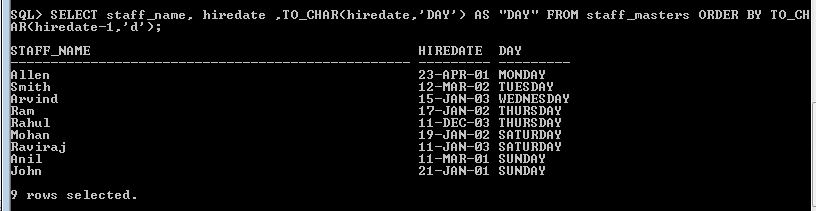 SQL> SELECT staff_name, hiredate ,TO_CHAR(hiredate,'DAY') AS "DAY" FROM staff_masters ORDER BY TO_CH
AR(hiredate-1,'d');
STAFF_NAME HIREDATE DAY
-------------------------------------------------- --------- ---------
Allen 23-APR-01 MONDAY
Smith 12-MAR-02 TUESDAY
Arvind 15-JAN-03 WEDNESDAY
Ram 17-JAN-02 THURSDAY
Rahul 11-DEC-03 THURSDAY
Mohan 19-JAN-02 SATURDAY
Raviraj 11-JAN-03 SATURDAY
Anil 11-MAR-01 SUNDAY
John 21-JAN-01 SUNDAY
9 rows selected.